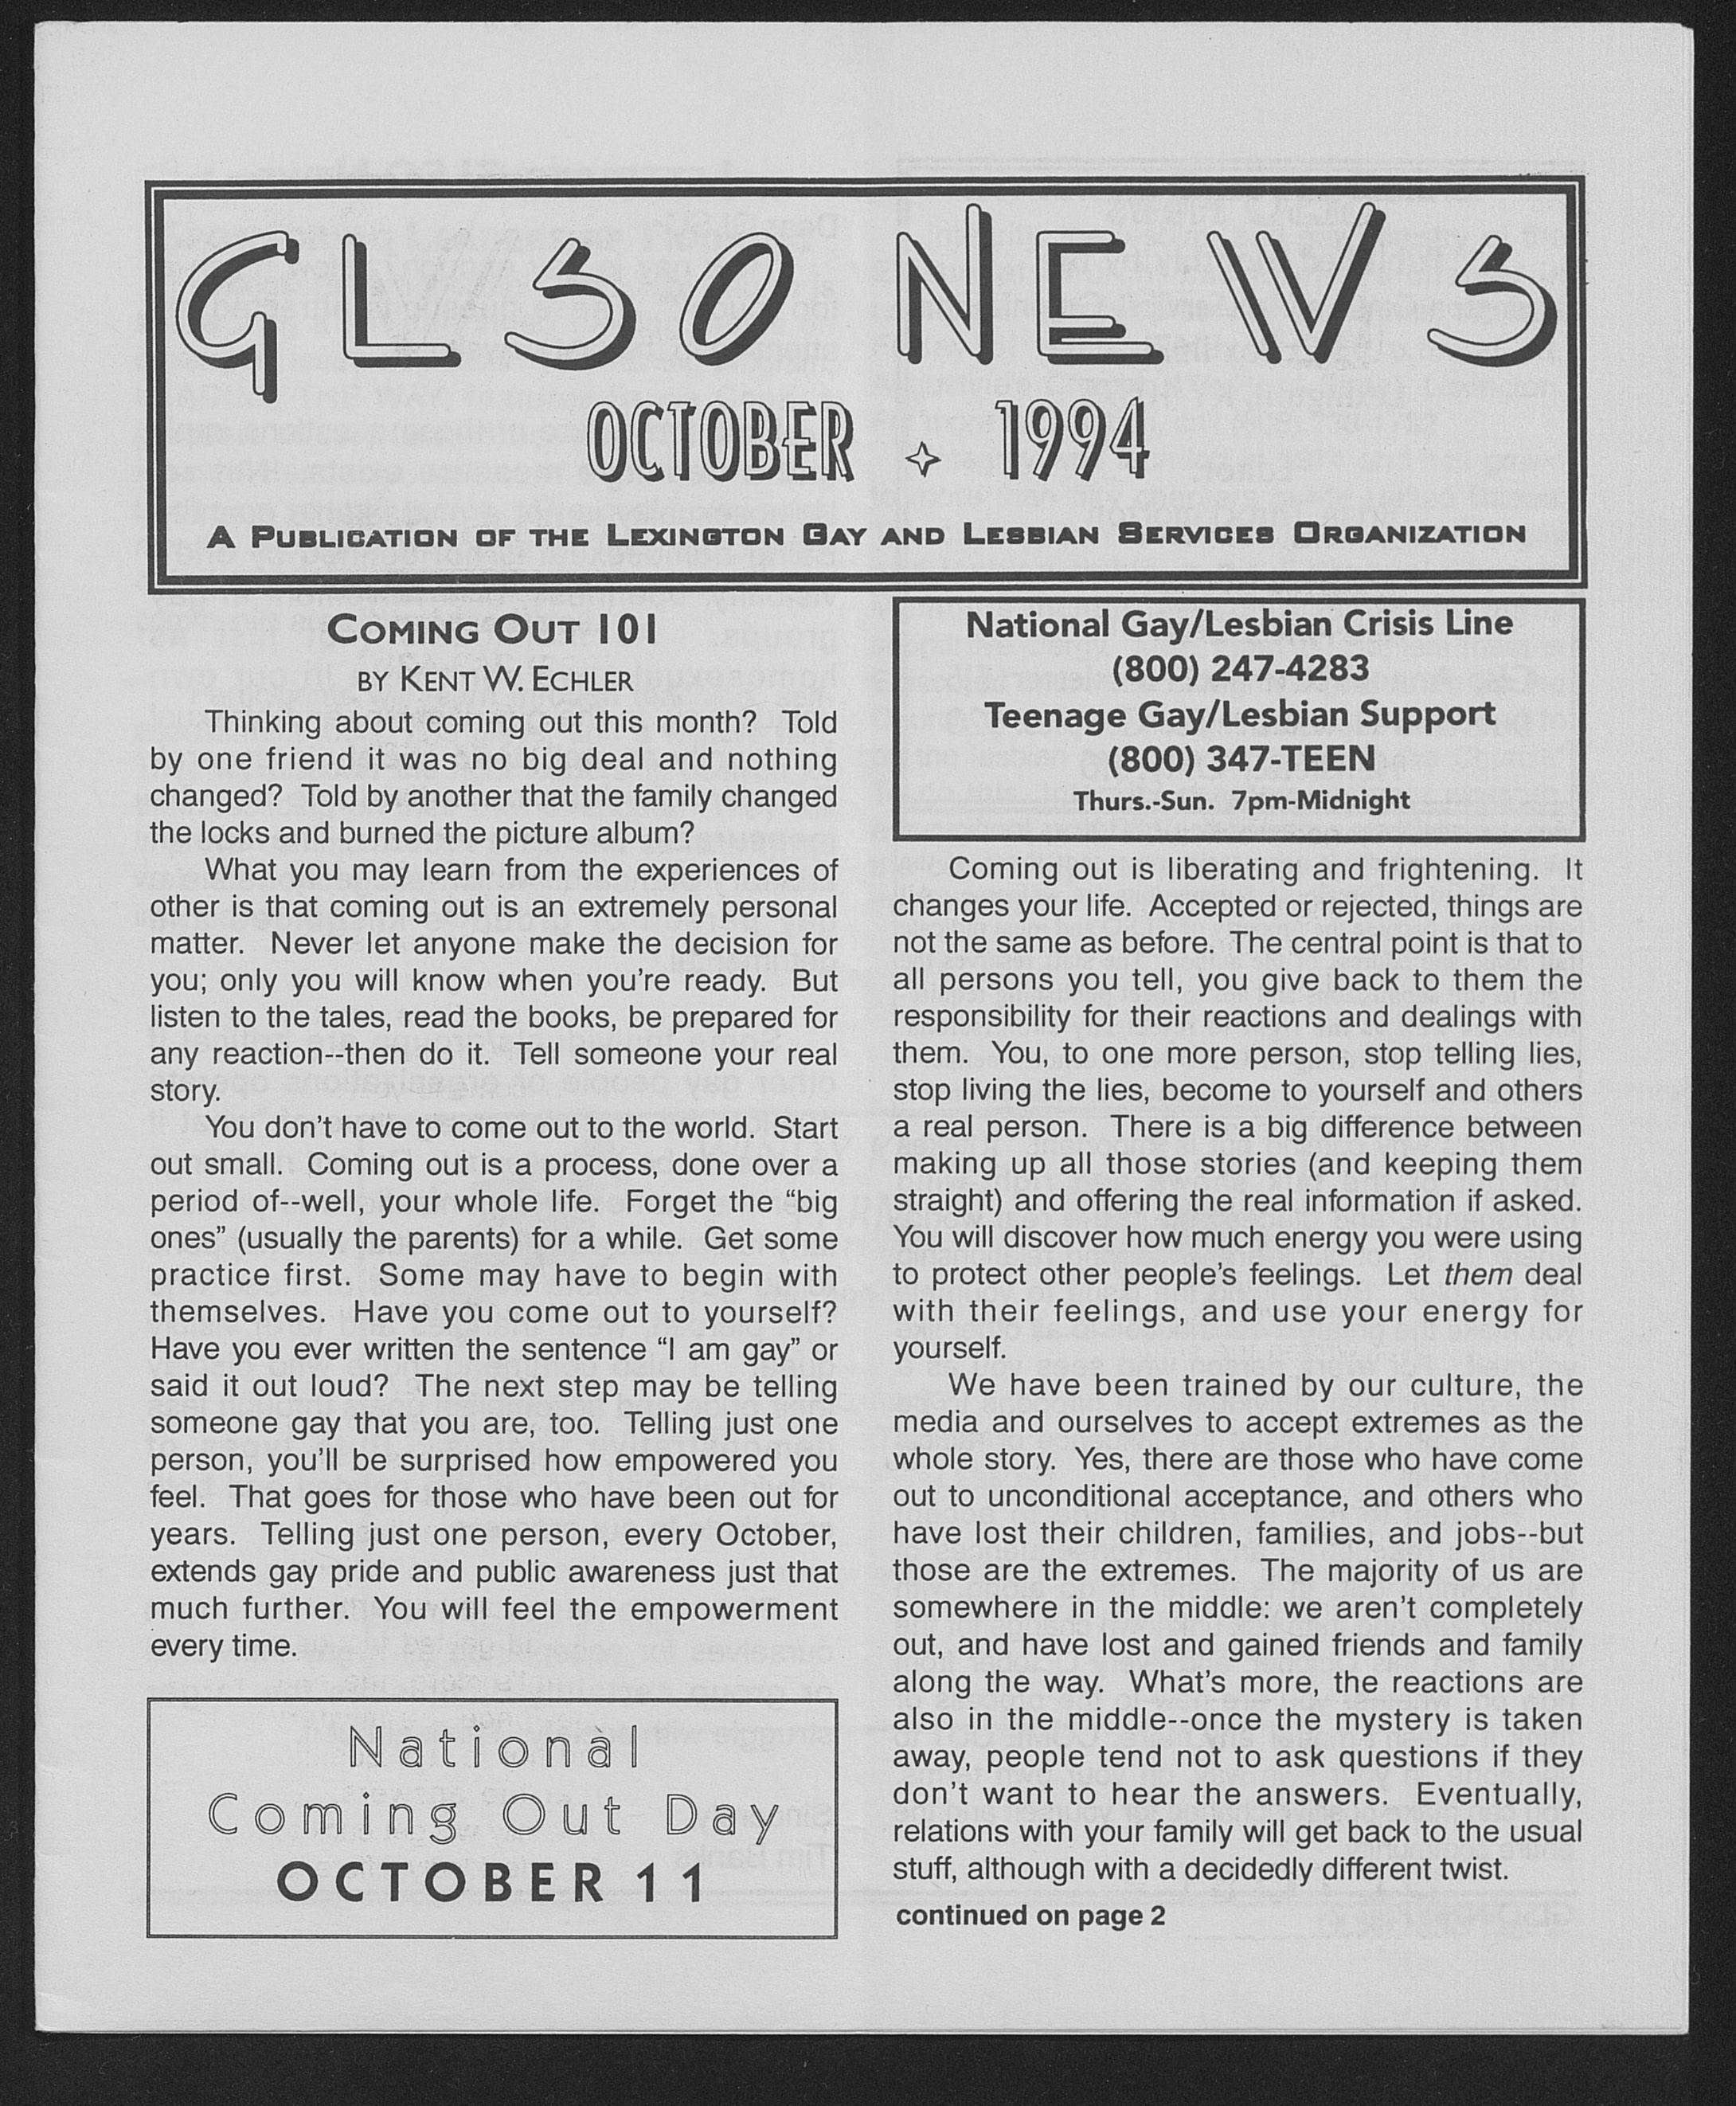 GLSO NEWS
OCTOBER ✧ 1994
A PUBLICATION OF THE LEXINGTON GAY AND LESBIAN SERVICES ORGANIZATION
COMING OUT 101
BY KENT W. ECHLER
Thinking about coming out this month? Told
by one friend it was no big deal and nothing
changed? Told by another that the family changed
the locks and burned the picture album?
What you may learn from the experiences of
other is that coming out is an extremely personal
matter. Never let anyone make the decision for
you; only you will know when you're ready. But
listen to the tales, read the books, be prepared for
any reaction--then do it. Tell someone your real
story.
You don't have to come out to the world. Start
out small. Coming out is a process, done over a
period of--well, your whole life. Forget the “big
ones” (usually the parents) for a while. Get some
practice first. Some may have to begin with
themselves. Have you come out to yourself?
Have you ever written the sentence “I am gay” or
said it out loud? The next step may be telling
someone gay that you are, too. Telling just one
person, you'll be surprised how empowered you
feel. That goes for those who have been out for
years. Telling just one person, every October,
extends gay pride and public awareness just that
much further. You will feel the empowerment
every time.
National
Coming Out Day
OCTOBER 11
National Gay/Lesbian Crisis Line
(800) 247-4283
Teenage Gay/Lesbian Support
(800) 347-TEEN
Thurs.-Sun. 7pm-Midnight
Coming out is liberating and frightening. It
changes your life. Accepted or rejected, things are
not the same as before. The central point is that to
all persons you tell, you give back to them the
responsibility for their reactions and dealings with
them. You, to one more person, stop telling lies,
stop living the lies, become to yourself and others
a real person. There is a big difference between
making up all those stories (and keeping them
straight) and offering the real information if asked.
You will discover how much energy you were using
to protect other people's feelings. Let them deal
with their feelings, and use your energy for
yourself.
We have been trained by our culture, the
media and ourselves to accept extremes as the
whole story. Yes, there are those who have come
out to unconditional acceptance, and others who
have lost their children, families, and jobs--but
those are the extremes. The majority of us are
somewhere in the middle: we aren't completely
out, and have lost and gained friends and family
along the way. What's more, the reactions are
also in the middle--once the mystery is taken
away, people tend not to ask questions if they
don't want to hear the answers. Eventually,
relations with your family will get back to the usual
stuff, although with a decidedly different twist.
continued on page 2